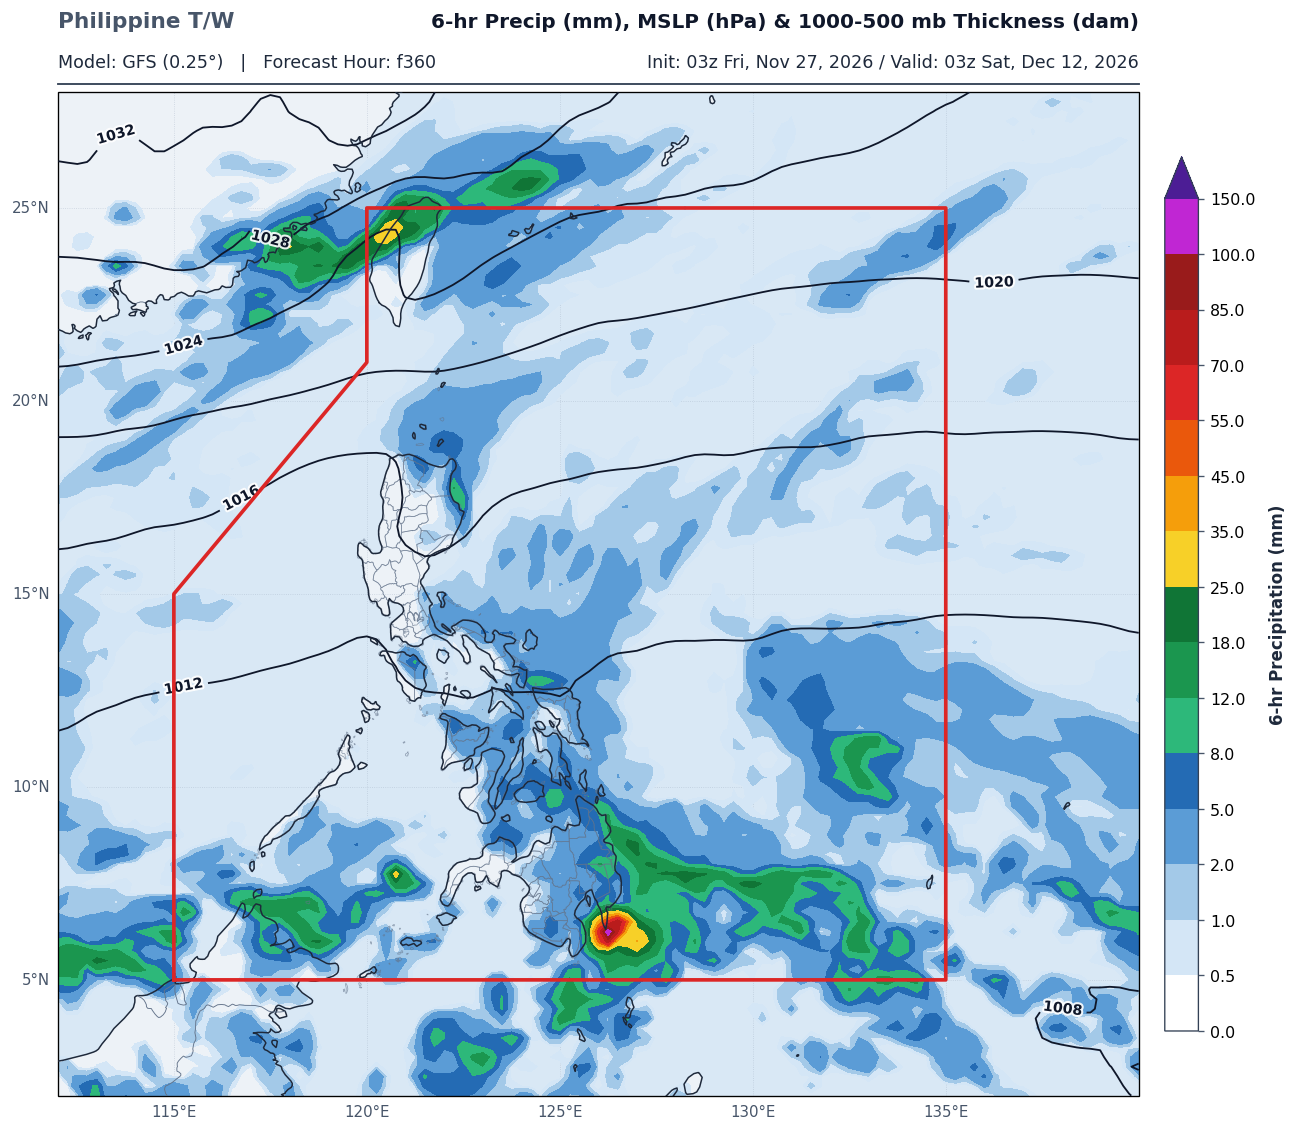 Philippine T/W
6-hr Precip (mm), MSLP (hPa) & 1000-500 mb Thickness (dam)
Model: GFS (0.25°) | Forecast Hour: f360
Init: 03z Fri, Nov 27, 2026 / Valid: 03z Sat, Dec 12, 2026
1032
1028
1024
1020
1016
1012
1008
25°N
20°N
15°N
10°N
5°N
115°E
120°E
125°E
130°E
135°E
150.0
100.0
85.0
70.0
55.0
45.0
35.0
25.0
18.0
12.0
8.0
5.0
2.0
1.0
0.5
0.0
6-hr Precipitation (mm)